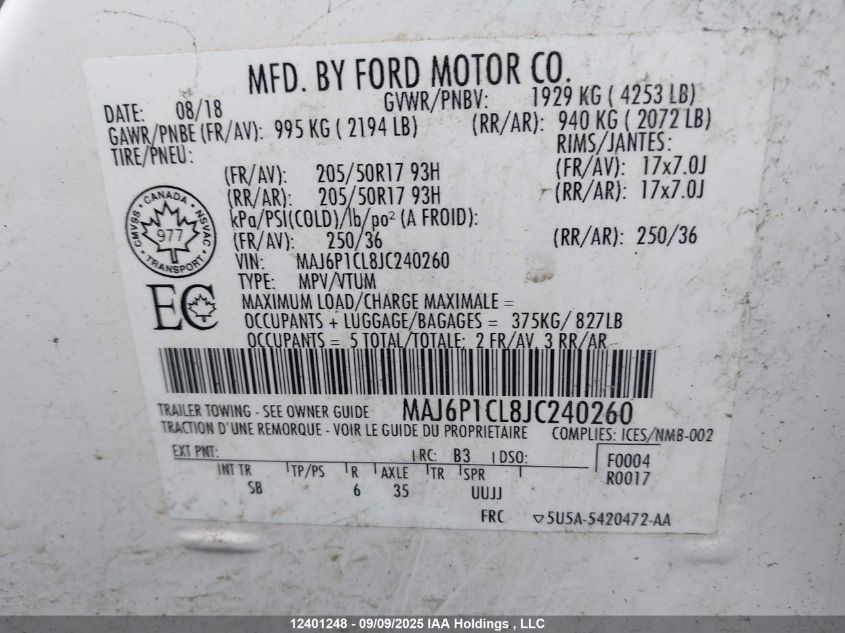 MFD. BY FORD MOTOR CO.
DATE: 08/18 GVWR/PNBV: 1929 KG ( 4253 LB)
GAWR/PNBE (FR/AV): 995 KG ( 2194 LB) (RR/AR): 940 KG ( 2072 LB)
TIRE/PNEU: RIMS/JANTES:
(FR/AV): 205/50R17 93H (FR/AV): 17x7.0J
(RR/AR): 205/50R17 93H (RR/AR): 17x7.0J
kPa/PSI(COLD)/lb/po² (A FROID):
(FR/AV): 250/36 (RR/AR): 250/36
CANADA
CMVSS 977 NSVAC
TRANSPORT
VIN: MAJ6P1CL8JC240260
TYPE: MPV/VTUM
EC
MAXIMUM LOAD/CHARGE MAXIMALE =
OCCUPANTS + LUGGAGE/BAGAGES = 375KG/ 827LB
OCCUPANTS = 5 TOTAL/TOTALE: 2 FR/AV, 3 RR/AR
TRAILER TOWING - SEE OWNER GUIDE MAJ6P1CL8JC240260
TRACTION D'UNE REMORQUE - VOIR LE GUIDE DU PROPRIETAIRE COMPLIES: ICES/NMB-002
EXT PNT: RC: B3 DSO: F0004
INT TR TP/PS R AXLE TR SPR R0017
SB 6 35 UUJJ
FRC ▽5U5A-5420472-AA
12401248 - 09/09/2025 IAA Holdings , LLC